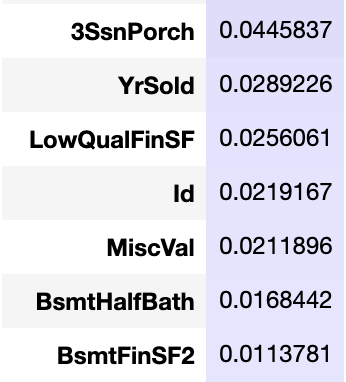 3SsnPorch 0.0445837
YrSold 0.0289226
LowQualFinSF 0.0256061
Id 0.0219167
MiscVal 0.0211896
BsmtHalfBath 0.0168442
BsmtFinSF2 0.0113781